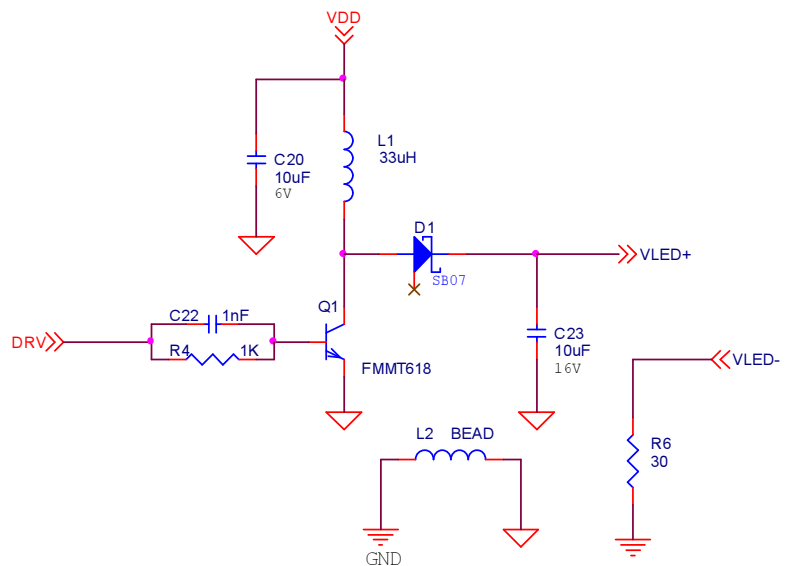 VDD
L1
33uH
C20
10uF
6V
D1
SB07
VLED+
Q1
C22 1nF
DRV
R4 1K
FMMT618
C23
10uF
16V
VLED-
L2 BEAD
R6
30
GND